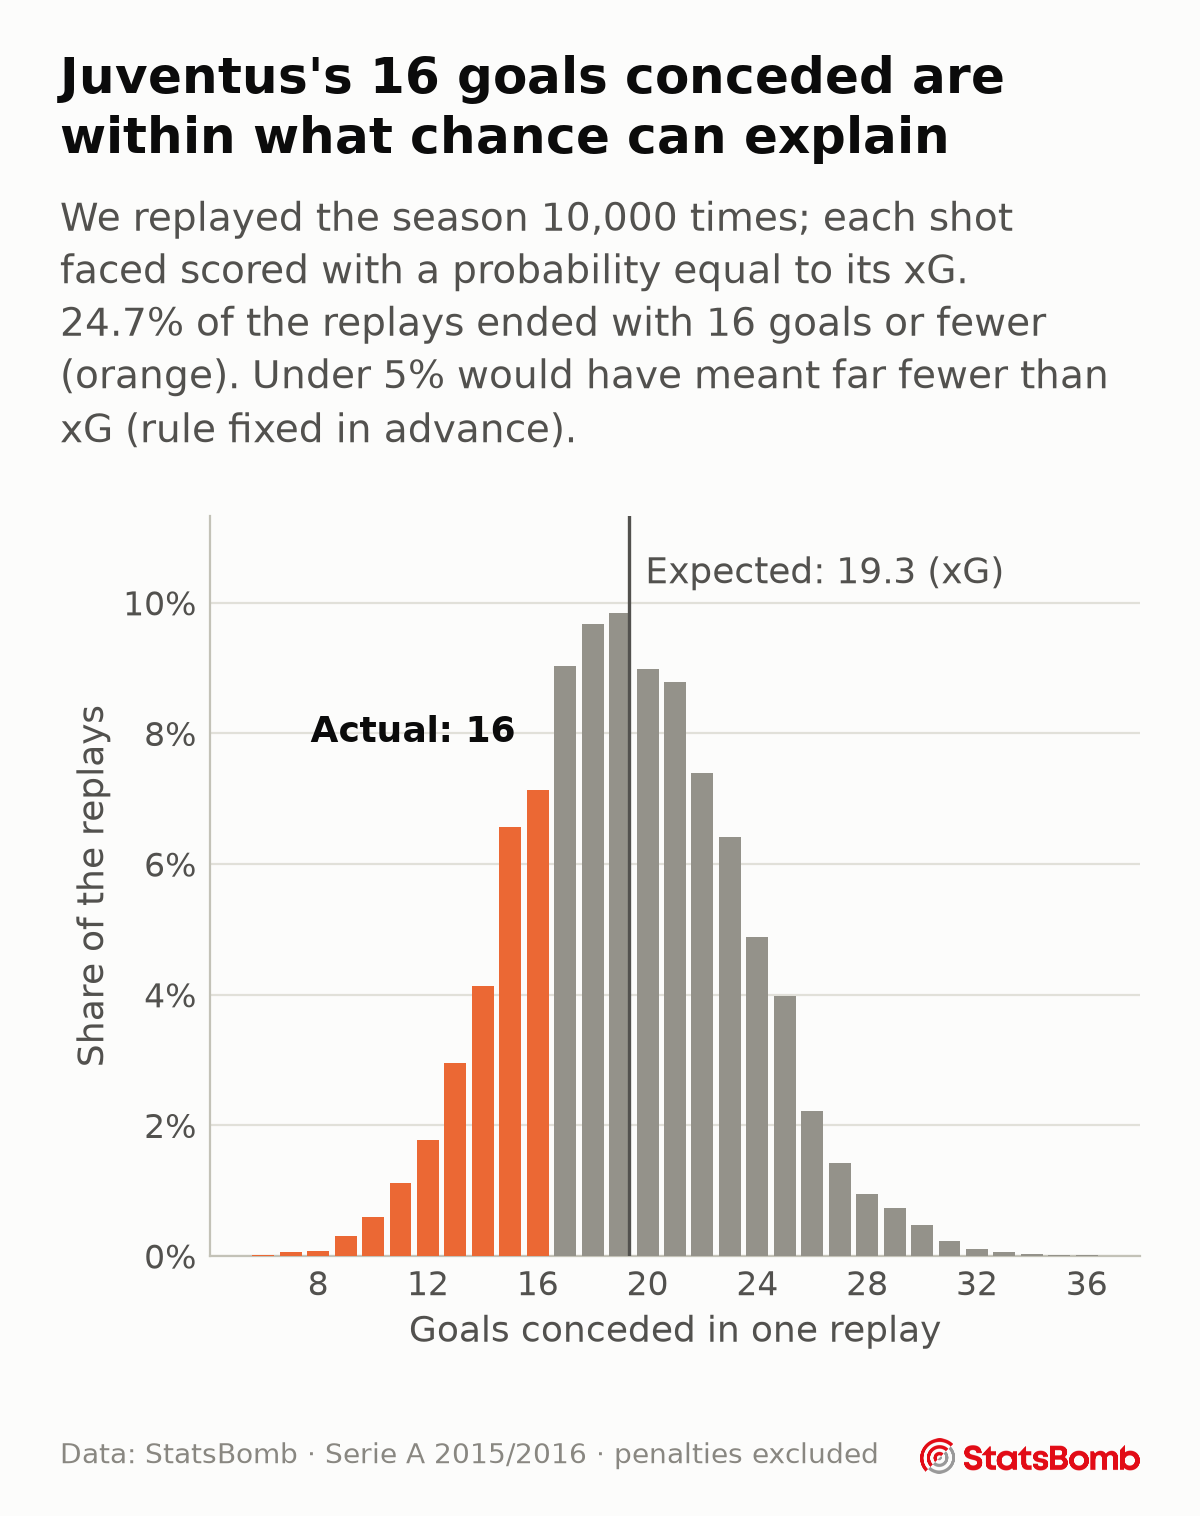 Juventus's 16 goals conceded are
within what chance can explain
We replayed the season 10,000 times; each shot
faced scored with a probability equal to its xG.
24.7% of the replays ended with 16 goals or fewer
(orange). Under 5% would have meant far fewer than
xG (rule fixed in advance).
Expected: 19.3 (xG)
Actual: 16
Share of the replays
10%
8%
6%
4%
2%
0%
8 12 16 20 24 28 32 36
Goals conceded in one replay
Data: StatsBomb · Serie A 2015/2016 · penalties excluded
StatsBomb